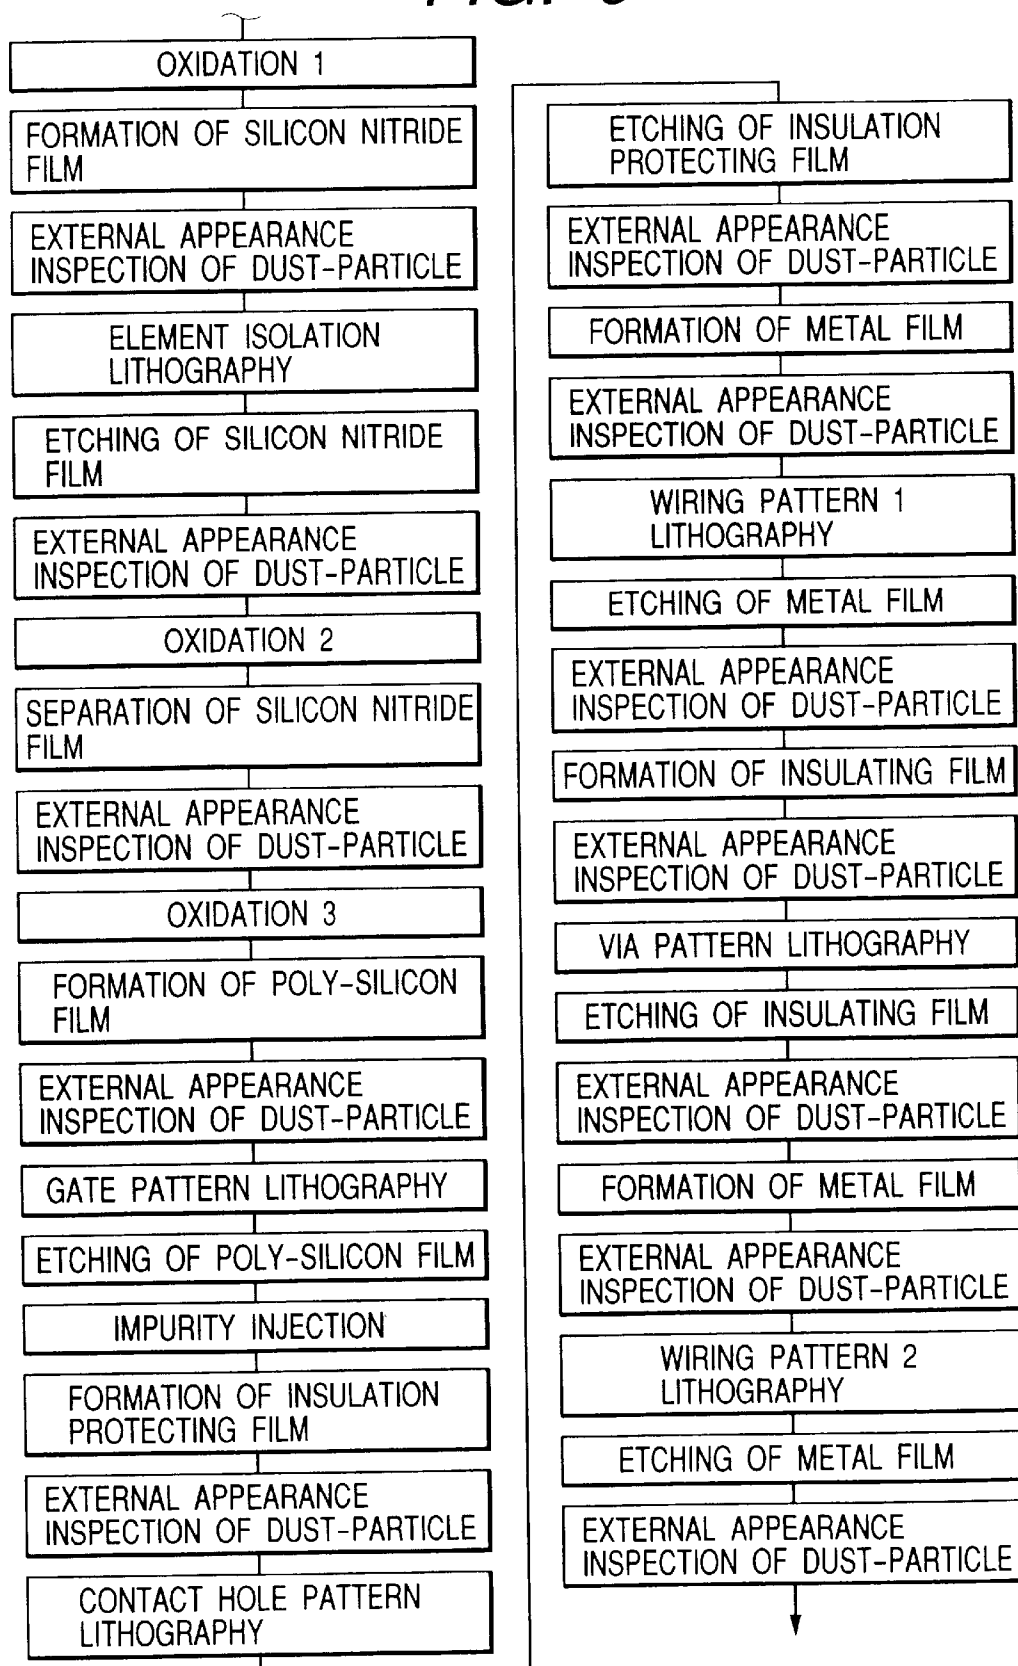 OXIDATION 1
FORMATION OF SILICON NITRIDE
FILM
EXTERNAL APPEARANCE
INSPECTION OF DUST-PARTICLE
ELEMENT ISOLATION
LITHOGRAPHY
ETCHING OF SILICON NITRIDE
FILM
EXTERNAL APPEARANCE
INSPECTION OF DUST-PARTICLE
OXIDATION 2
SEPARATION OF SILICON NITRIDE
FILM
EXTERNAL APPEARANCE
INSPECTION OF DUST-PARTICLE
OXIDATION 3
FORMATION OF POLY-SILICON
FILM
EXTERNAL APPEARANCE
INSPECTION OF DUST-PARTICLE
GATE PATTERN LITHOGRAPHY
ETCHING OF POLY-SILICON FILM
IMPURITY INJECTION
FORMATION OF INSULATION
PROTECTING FILM
EXTERNAL APPEARANCE
INSPECTION OF DUST-PARTICLE
CONTACT HOLE PATTERN
LITHOGRAPHY
ETCHING OF INSULATION
PROTECTING FILM
EXTERNAL APPEARANCE
INSPECTION OF DUST-PARTICLE
FORMATION OF METAL FILM
EXTERNAL APPEARANCE
INSPECTION OF DUST-PARTICLE
WIRING PATTERN 1
LITHOGRAPHY
ETCHING OF METAL FILM
EXTERNAL APPEARANCE
INSPECTION OF DUST-PARTICLE
FORMATION OF INSULATING FILM
EXTERNAL APPEARANCE
INSPECTION OF DUST-PARTICLE
VIA PATTERN LITHOGRAPHY
ETCHING OF INSULATING FILM
EXTERNAL APPEARANCE
INSPECTION OF DUST-PARTICLE
FORMATION OF METAL FILM
EXTERNAL APPEARANCE
INSPECTION OF DUST-PARTICLE
WIRING PATTERN 2
LITHOGRAPHY
ETCHING OF METAL FILM
EXTERNAL APPEARANCE
INSPECTION OF DUST-PARTICLE